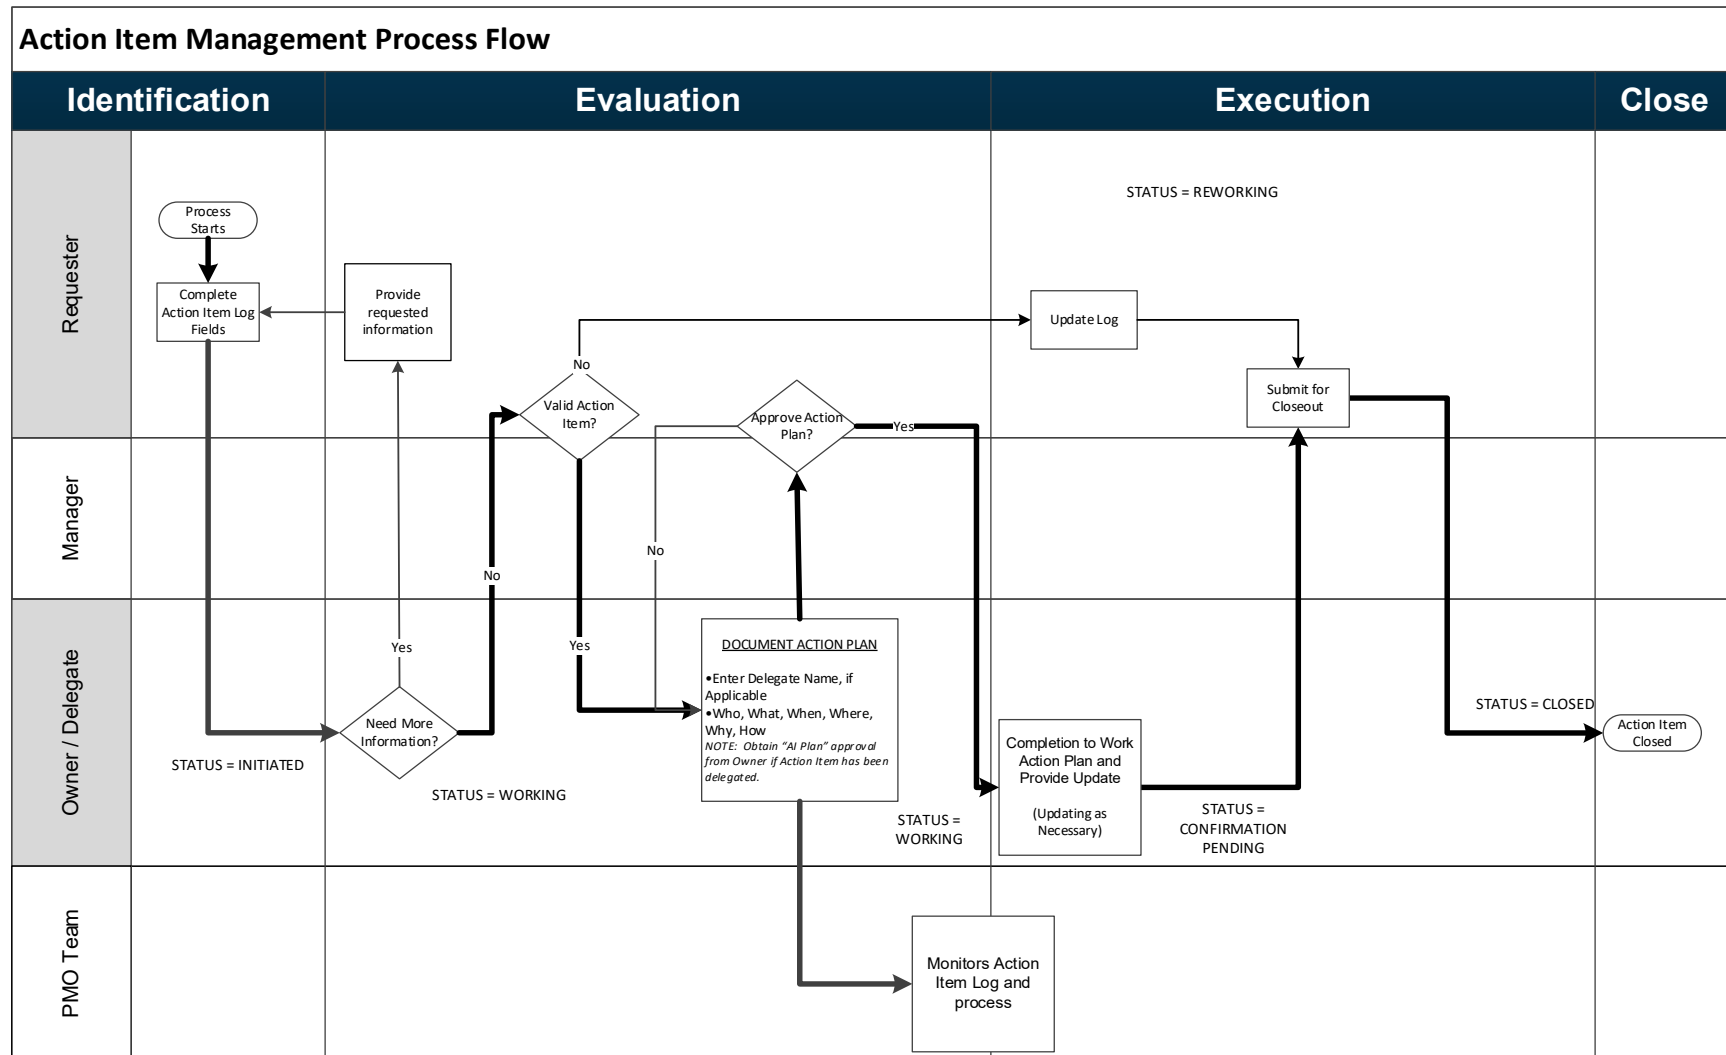 Action Item Management Process Flow
Identification
Evaluation
Execution
Close
Requester
Manager
Owner / Delegate
PMO Team
Process
Starts
Complete
Action Item Log
Fields
Provide
requested
information
STATUS = INITIATED
Need More
Information?
Yes
No
STATUS = WORKING
Valid Action
Item?
No
Yes
DOCUMENT ACTION PLAN
•Enter Delegate Name, if
Applicable
•Who, What, When, Where,
Why, How
NOTE: Obtain “AI Plan” approval
from Owner if Action Item has been
delegated.
Approve Action
Plan?
No
Yes
STATUS =
WORKING
Monitors Action
Item Log and
process
STATUS = REWORKING
Update Log
Submit for
Closeout
Completion to Work
Action Plan and
Provide Update
(Updating as
Necessary)
STATUS =
CONFIRMATION
PENDING
STATUS = CLOSED
Action Item
Closed